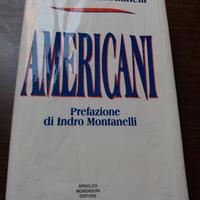 AMERICANI
Prefazione
di Indro Montanelli
ARNOLDO
MONDADORI
EDITORE